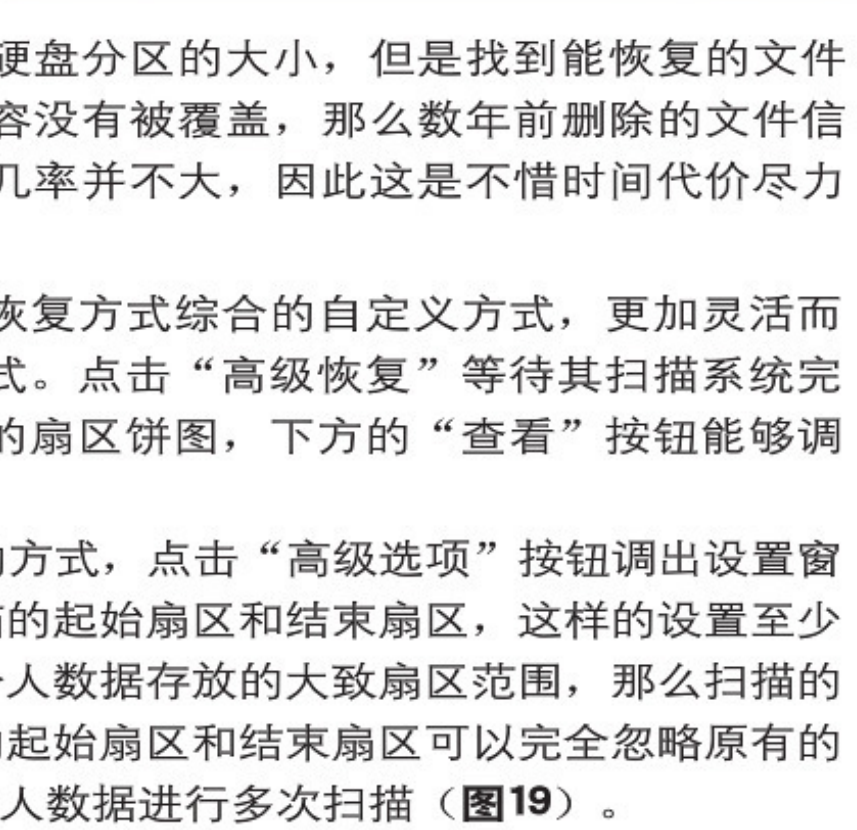 硬盘分区的大小，但是找到能恢复的文件
容没有被覆盖，那么数年前删除的文件信
几率并不大，因此这是不惜时间代价尽力
恢复方式综合的自定义方式，更加灵活而
式。点击“高级恢复”等待其扫描系统完
的扇区饼图，下方的“查看”按钮能够调
方式，点击“高级选项”按钮调出设置窗
的起始扇区和结束扇区，这样的设置至少
人数据存放的大致扇区范围，那么扫描的
起始扇区和结束扇区可以完全忽略原有的
人数据进行多次扫描（图19）。